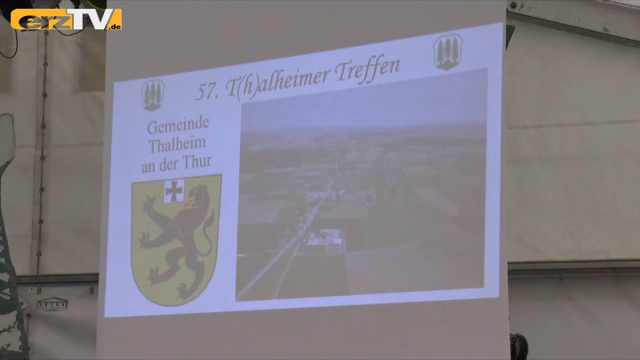 erzTV.de
57. T(h)alheimer Treffen
Gemeinde
Thalheim
an der Thur